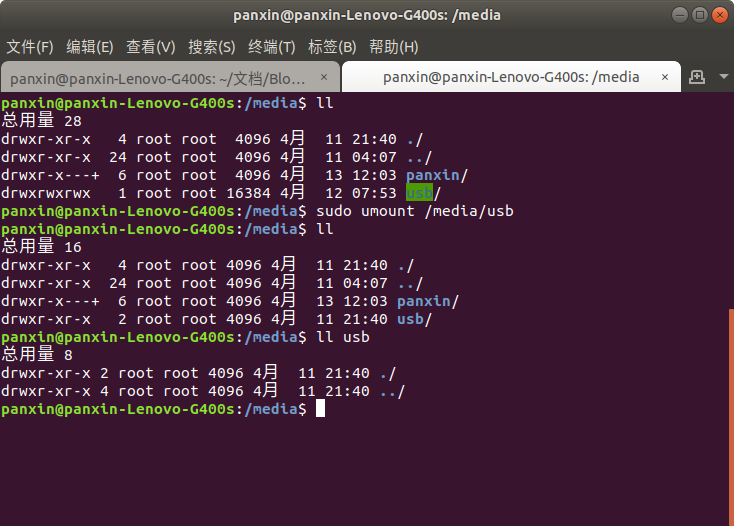 panxin@panxin-Lenovo-G400s: /media
文件(F) 编辑(E) 查看(V) 搜索(S) 终端(T) 标签(B) 帮助(H)
panxin@panxin-Lenovo-G400s: ~/文档/Blo… × panxin@panxin-Lenovo-G400s: /media ×
panxin@panxin-Lenovo-G400s:/media$ ll
总用量 28
drwxr-xr-x   4 root root  4096 4月  11 21:40 ./
drwxr-xr-x  24 root root  4096 4月  11 04:07 ../
drwxr-x---+  6 root root  4096 4月  13 12:03 panxin/
drwxrwxrwx   1 root root 16384 4月  12 07:53 usb/
panxin@panxin-Lenovo-G400s:/media$ sudo umount /media/usb
panxin@panxin-Lenovo-G400s:/media$ ll
总用量 16
drwxr-xr-x   4 root root 4096 4月  11 21:40 ./
drwxr-xr-x  24 root root 4096 4月  11 04:07 ../
drwxr-x---+  6 root root 4096 4月  13 12:03 panxin/
drwxr-xr-x   2 root root 4096 4月  11 21:40 usb/
panxin@panxin-Lenovo-G400s:/media$ ll usb
总用量 8
drwxr-xr-x 2 root root 4096 4月  11 21:40 ./
drwxr-xr-x 4 root root 4096 4月  11 21:40 ../
panxin@panxin-Lenovo-G400s:/media$